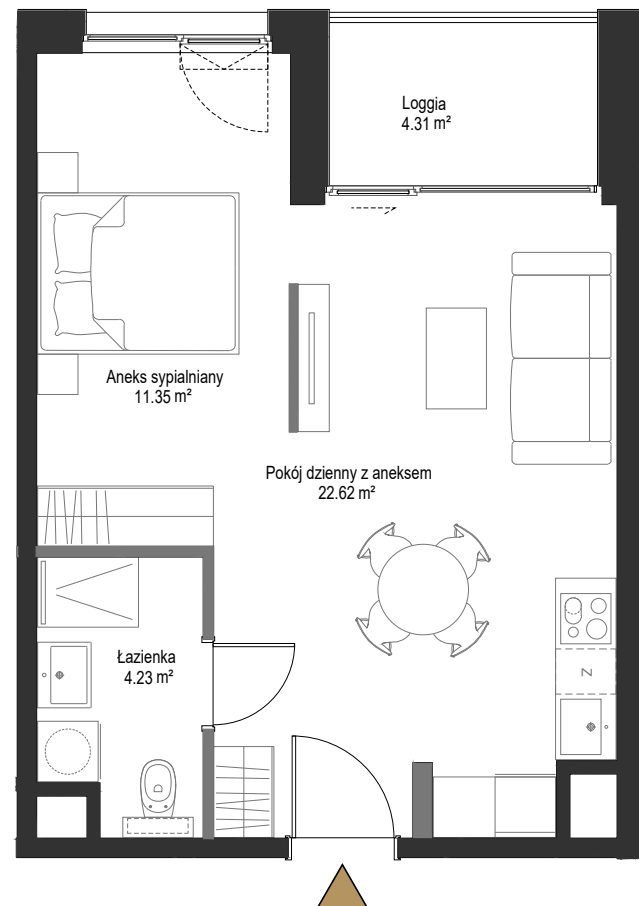 Loggia
4.31 m²
Aneks sypialniany
11.35 m²
Pokój dzienny z aneksem
22.62 m²
Łazienka
4.23 m²
Z